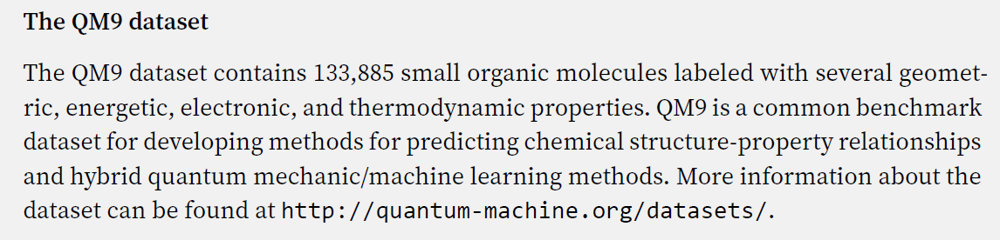 The QM9 dataset
The QM9 dataset contains 133,885 small organic molecules labeled with several geomet-
ric, energetic, electronic, and thermodynamic properties. QM9 is a common benchmark
dataset for developing methods for predicting chemical structure-property relationships
and hybrid quantum mechanic/machine learning methods. More information about the
dataset can be found at http://quantum-machine.org/datasets/.